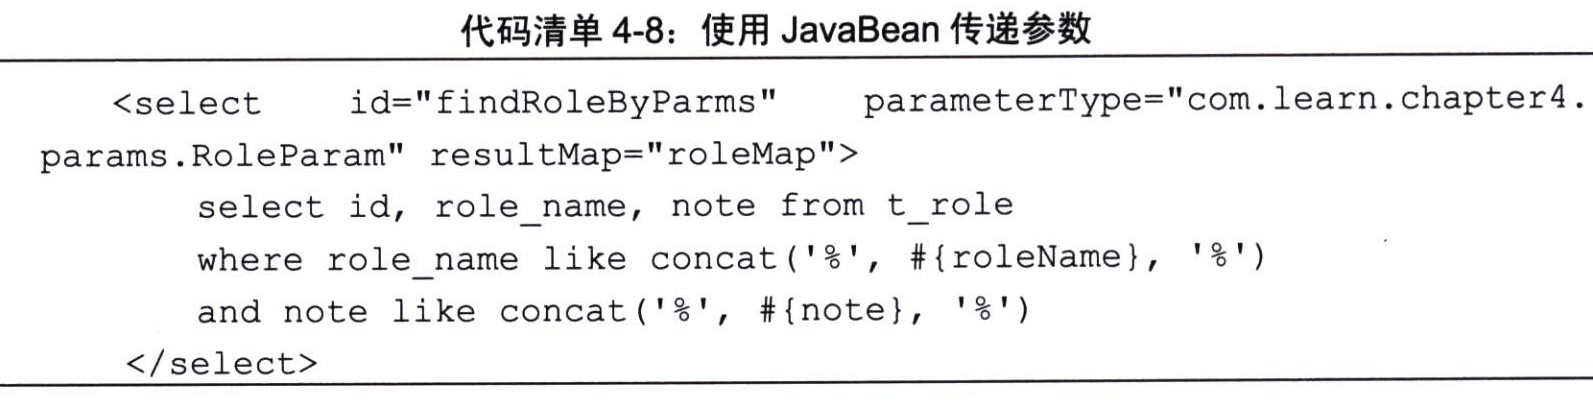 代码清单 4-8：使用 JavaBean 传递参数
<select id="findRoleByParms" parameterType="com.learn.chapter4.
params.RoleParam" resultMap="roleMap">
select id, role_name, note from t_role
where role_name like concat('%', #{roleName}, '%')
and note like concat('%', #{note}, '%')
</select>